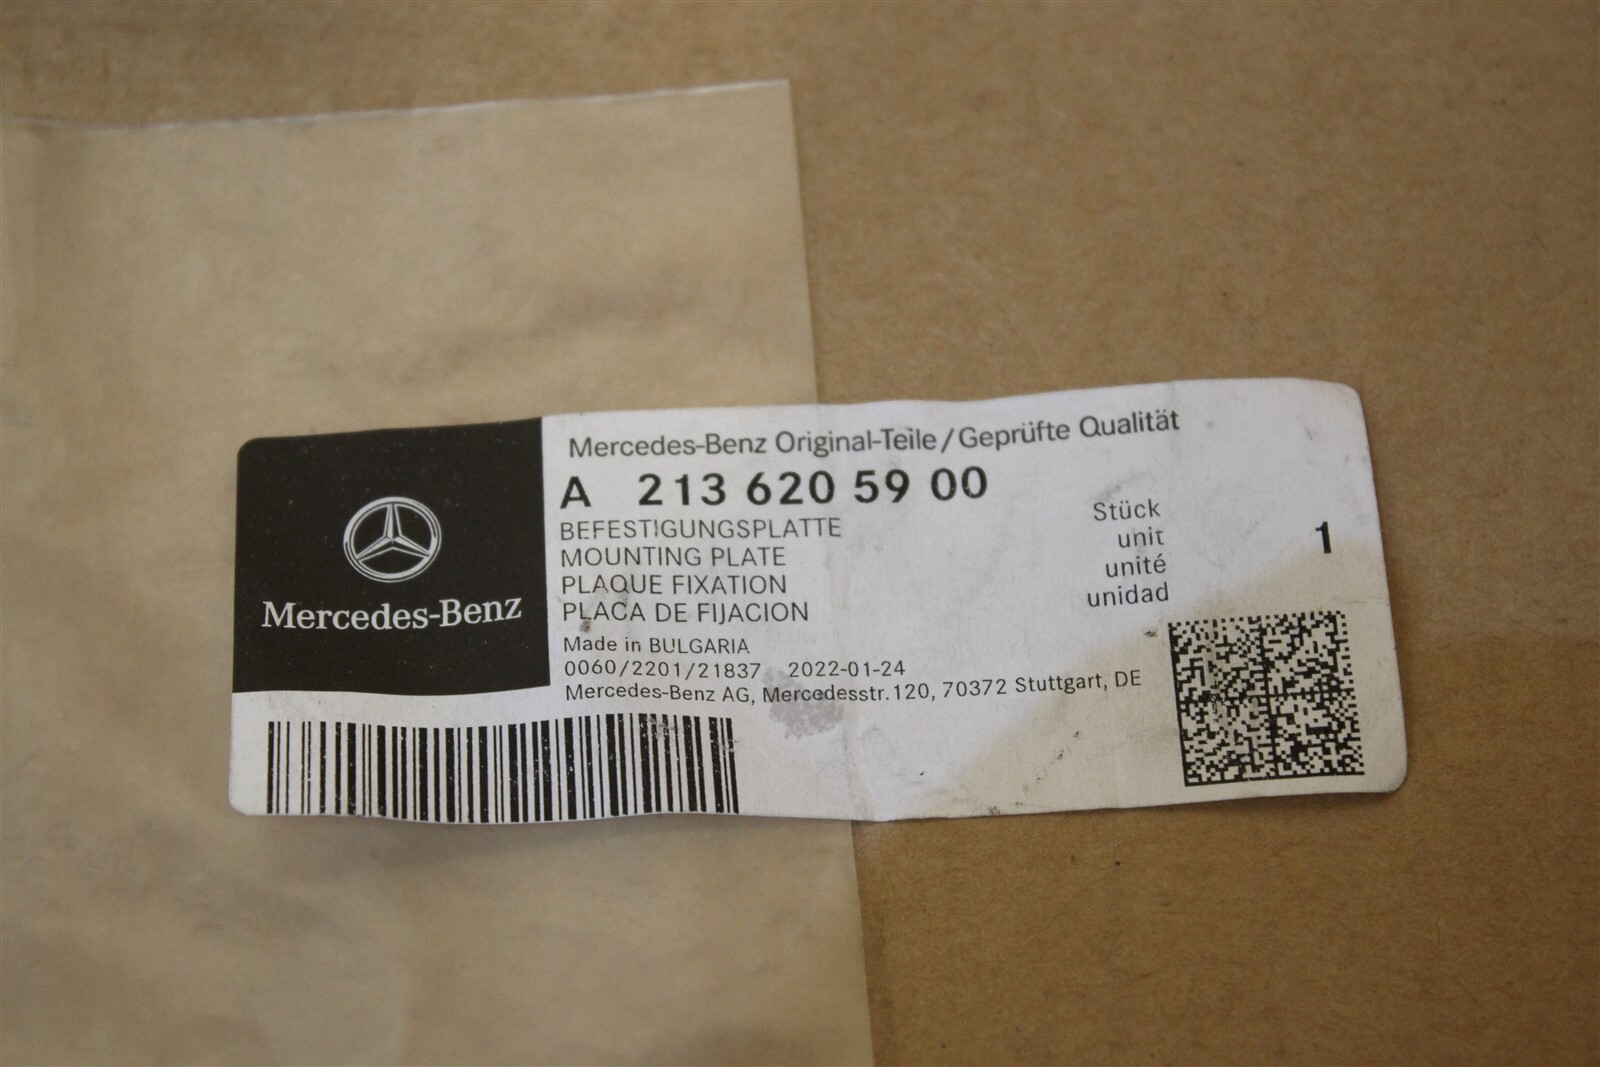 Mercedes-Benz
Mercedes-Benz Original-Teile/Geprüfte Qualität
A 213 620 59 00
BEFESTIGUNGSPLATTE
MOUNTING PLATE
PLAQUE FIXATION
PLACA DE FIJACION
Stück
unit
unité
unidad
1
Made in BULGARIA
0060/2201/21837 2022-01-24
Mercedes-Benz AG, Mercedesstr.120, 70372 Stuttgart, DE